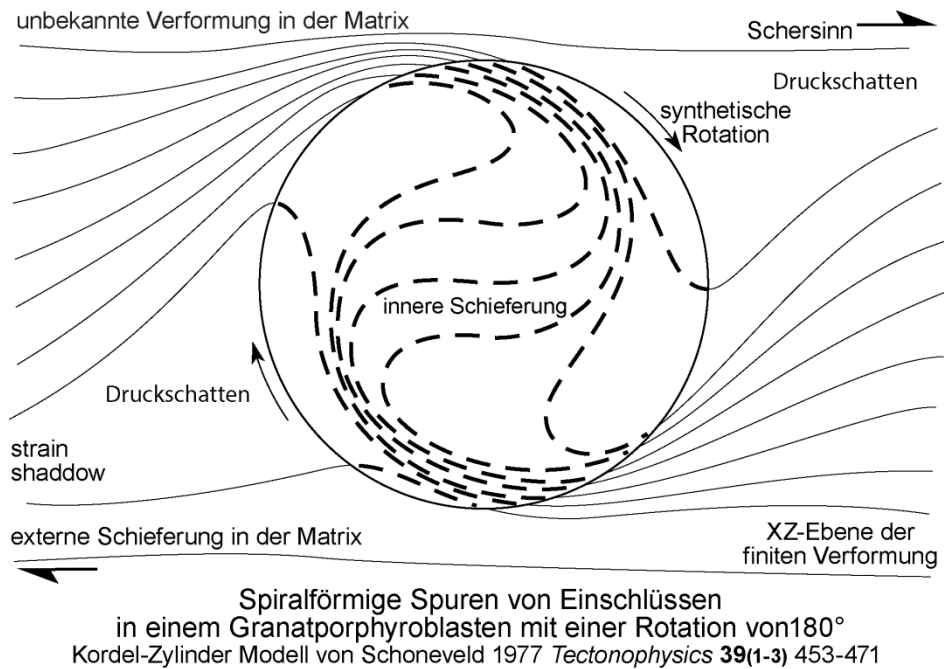 unbekannte Verformung in der Matrix
Schersinn
Druckschatten
synthetische
Rotation
innere Schieferung
Druckschatten
strain
shaddow
externe Schieferung in der Matrix
XZ-Ebene der
finiten Verformung
Spiralförmige Spuren von Einschlüssen
in einem Granatporphyroblasten mit einer Rotation von180°
Kordel-Zylinder Modell von Schoneveld 1977 Tectonophysics 39(1-3) 453-471